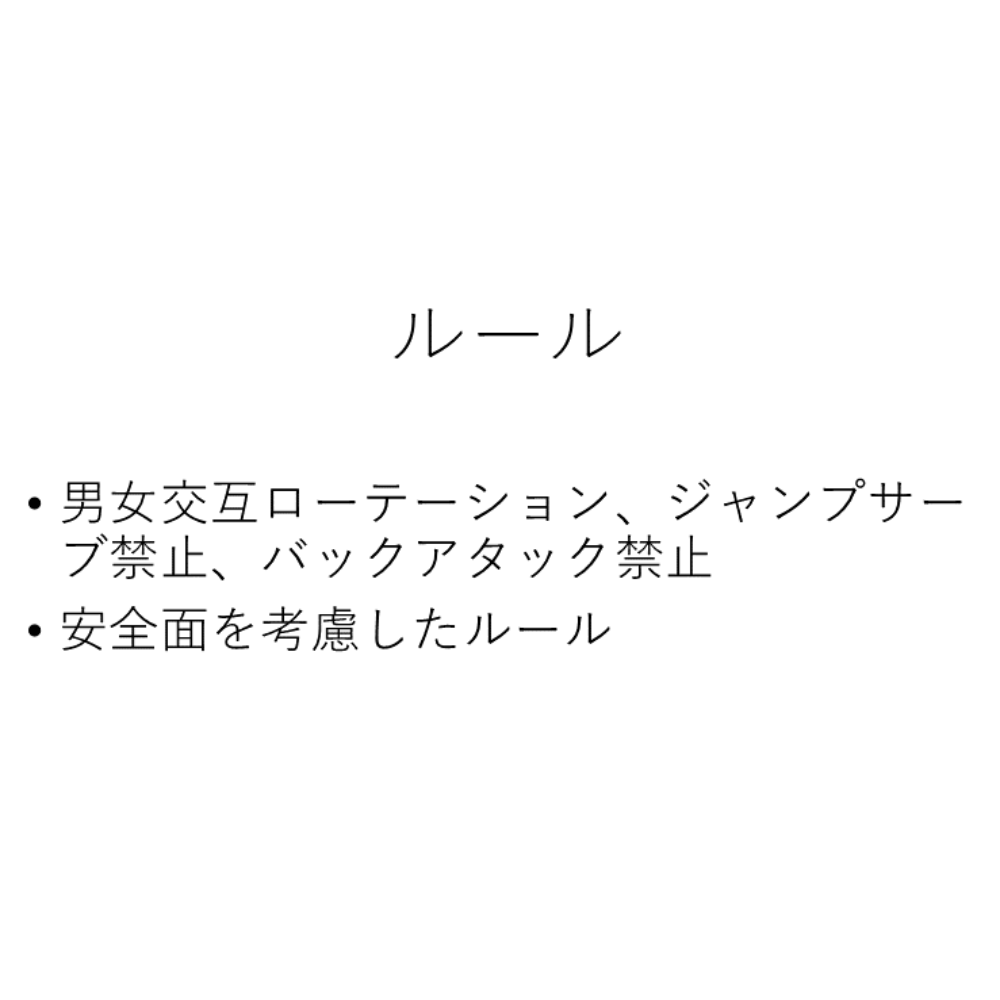 ルール
• 男女交互ローテーション、ジャンプサー
ブ禁止、バックアタック禁止
• 安全面を考慮したルール